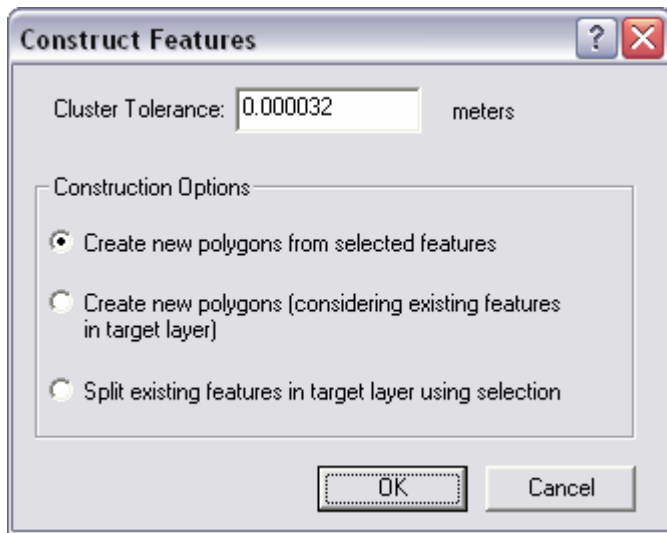 Construct Features
?
Cluster Tolerance: 0.000032 meters
Construction Options
Create new polygons from selected features
Create new polygons (considering existing features
in target layer)
Split existing features in target layer using selection
OK Cancel